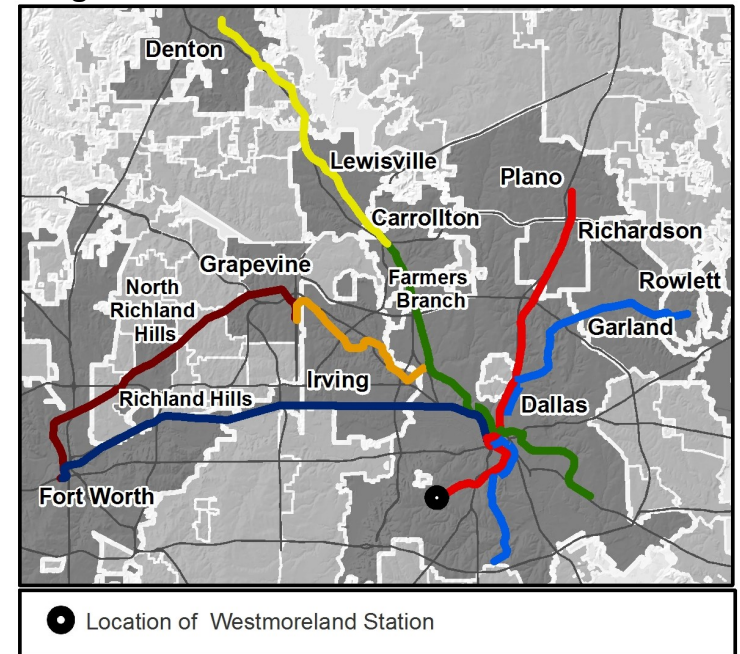 Denton
Lewisville
Plano
Carrollton
Richardson
Grapevine
Farmers
Branch
Rowlett
North
Richland
Hills
Garland
Irving
Richland Hills
Dallas
Fort Worth
Location of Westmoreland Station